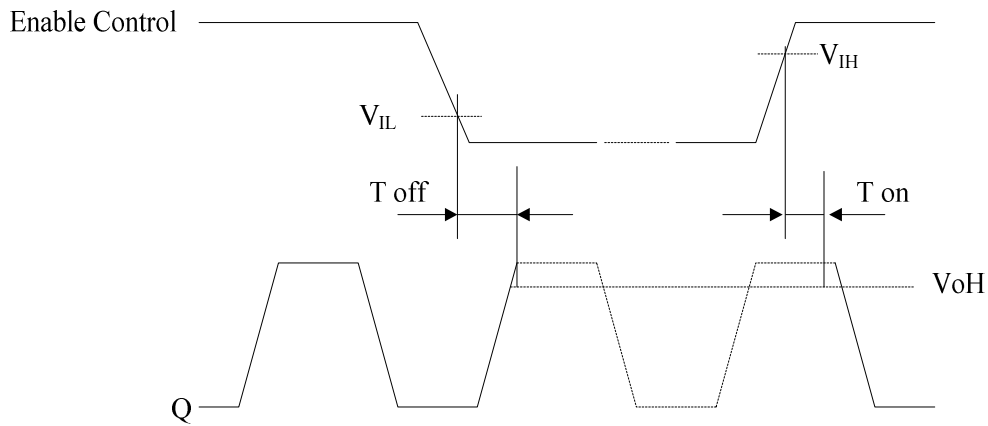 Enable Control
V_IH
V_IL
T off
T on
VoH
Q